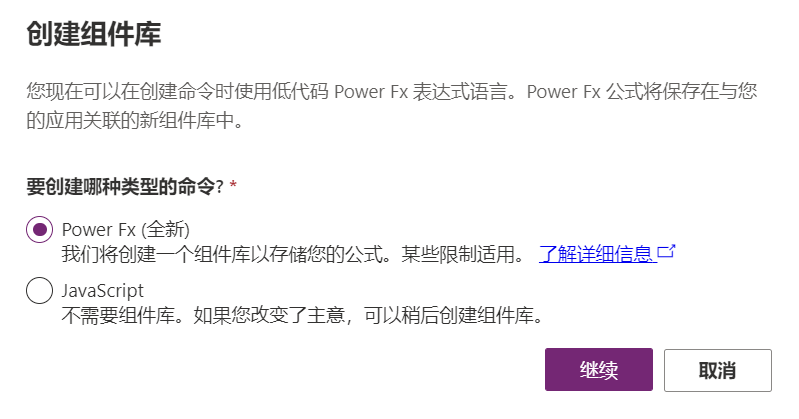 创建组件库
您现在可以在创建命令时使用低代码 Power Fx 表达式语言。Power Fx 公式将保存在与您
的应用关联的新组件库中。
要创建哪种类型的命令? *
Power Fx (全新)
我们将创建一个组件库以存储您的公式。某些限制适用。 了解详细信息
JavaScript
不需要组件库。如果您改变了主意，可以稍后创建组件库。
继续 取消